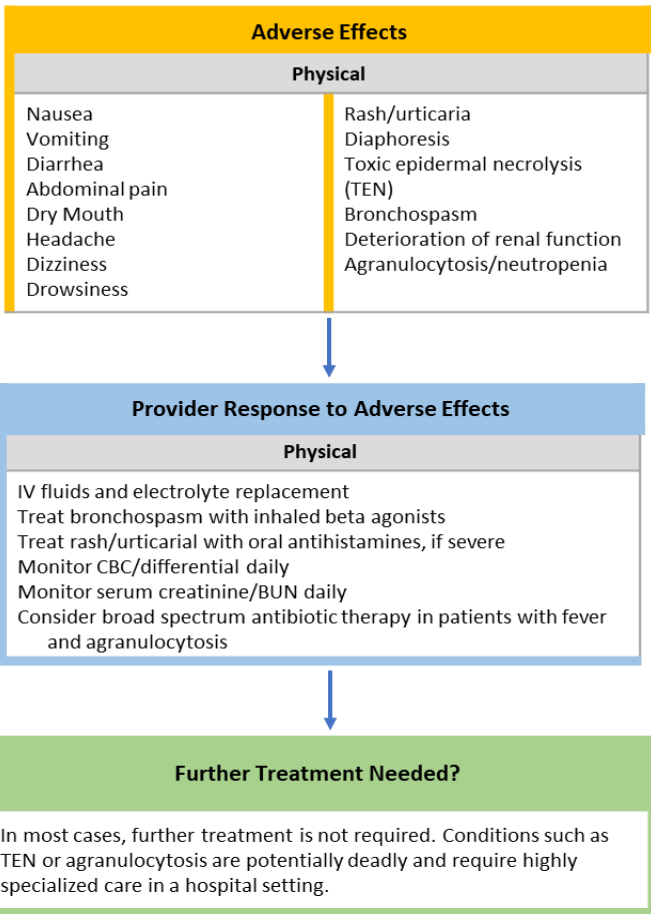 Adverse Effects
Physical
Nausea
Vomiting
Diarrhea
Abdominal pain
Dry Mouth
Headache
Dizziness
Drowsiness
Rash/urticaria
Diaphoresis
Toxic epidermal necrolysis
(TEN)
Bronchospasm
Deterioration of renal function
Agranulocytosis/neutropenia
Provider Response to Adverse Effects
Physical
IV fluids and electrolyte replacement
Treat bronchospasm with inhaled beta agonists
Treat rash/urticarial with oral antihistamines, if severe
Monitor CBC/differential daily
Monitor serum creatinine/BUN daily
Consider broad spectrum antibiotic therapy in patients with fever
and agranulocytosis
Further Treatment Needed?
In most cases, further treatment is not required. Conditions such as
TEN or agranulocytosis are potentially deadly and require highly
specialized care in a hospital setting.